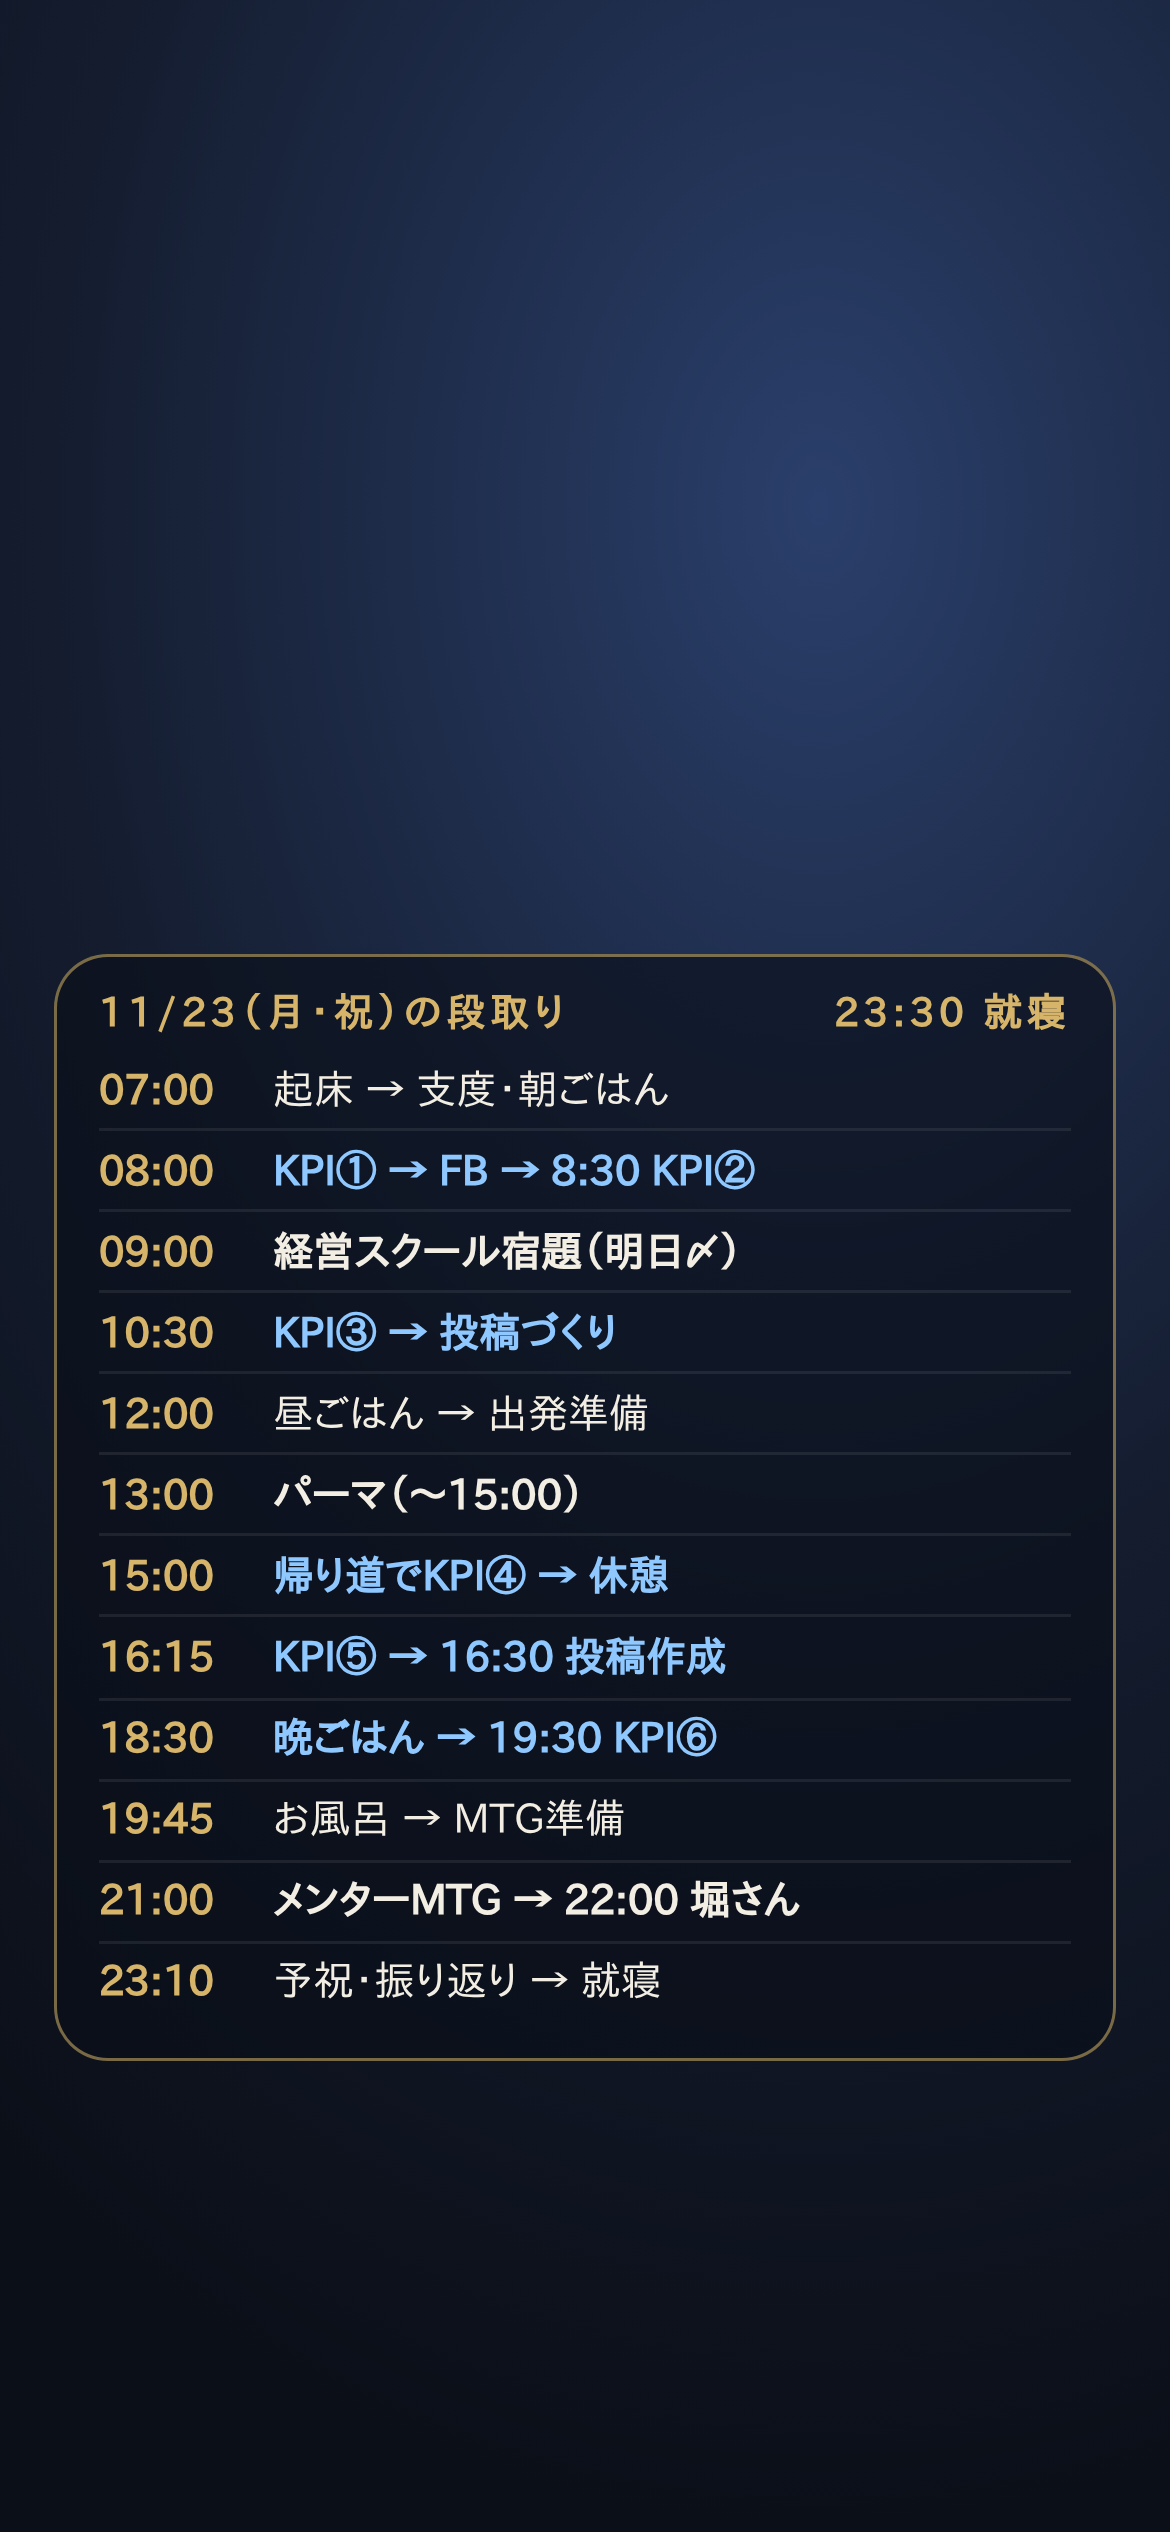 11/23（月・祝）の段取り 23:30 就寝
07:00 起床 → 支度・朝ごはん
08:00 KPI① → FB → 8:30 KPI②
09:00 経営スクール宿題（明日〆）
10:30 KPI③ → 投稿づくり
12:00 昼ごはん → 出発準備
13:00 パーマ（〜15:00）
15:00 帰り道でKPI④ → 休憩
16:15 KPI⑤ → 16:30 投稿作成
18:30 晩ごはん → 19:30 KPI⑥
19:45 お風呂 → MTG準備
21:00 メンターMTG → 22:00 堀さん
23:10 予祝・振り返り → 就寝